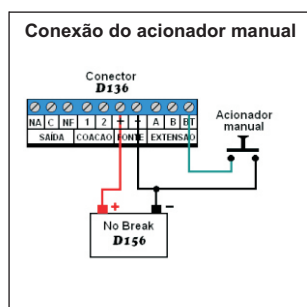 Conexão do acionador manual
Conector
D136
NA C NF 1 2 + − A B BT
SAÍDA COACAO FONTE EXTENSAO
Acionador
manual
+ −
No Break
D156